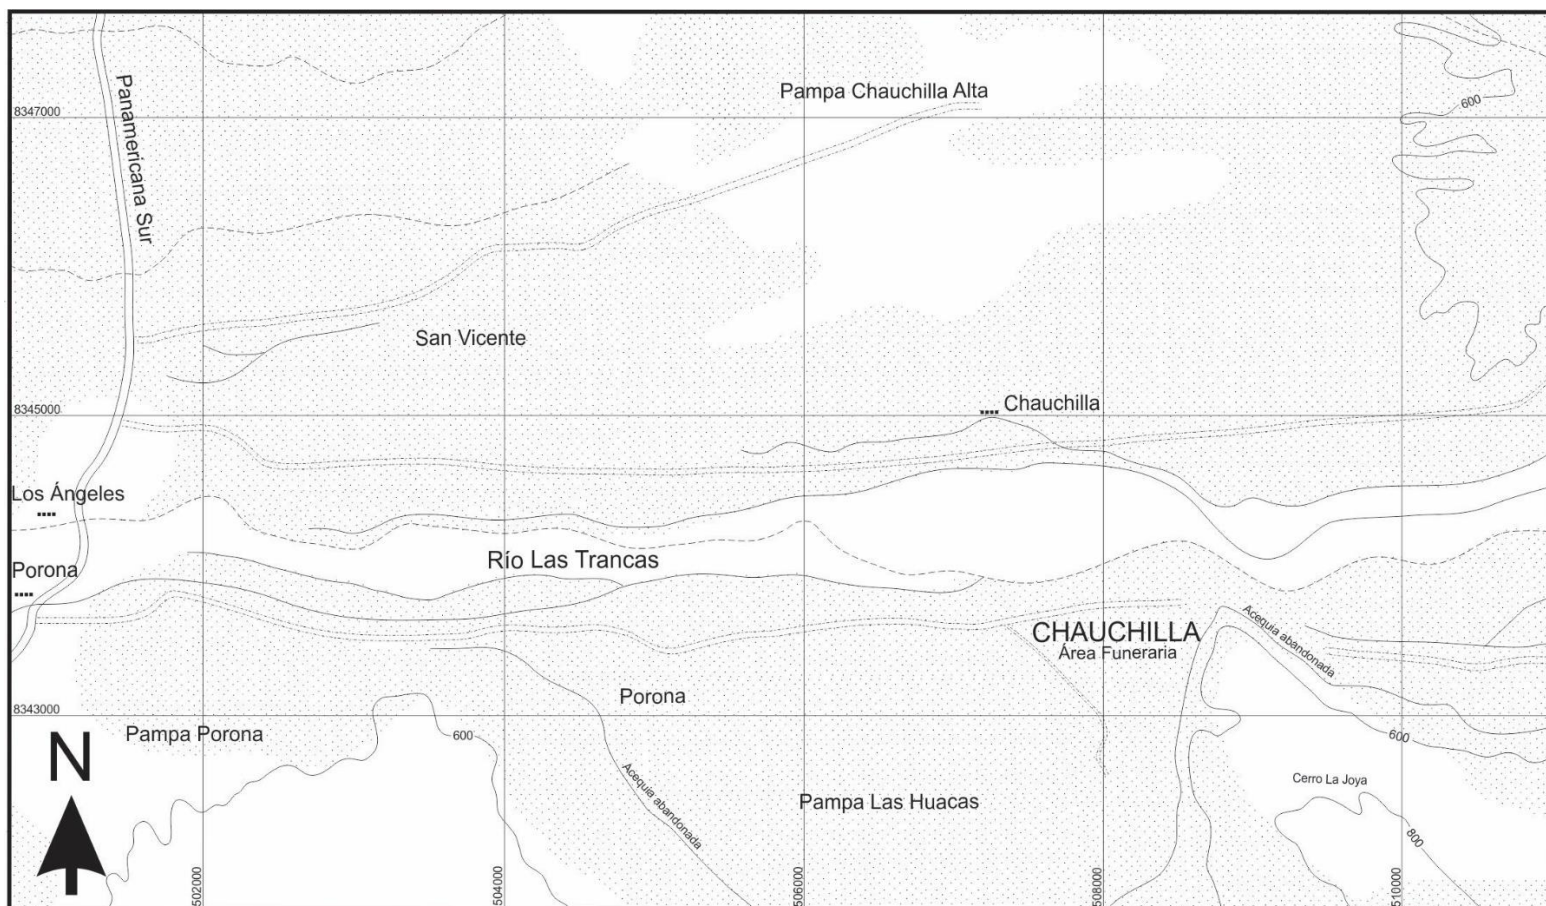 Pampa Chauchilla Alta
600
8347000
Panamericana Sur
San Vicente
8345000
Chauchilla
Los Ángeles
Río Las Trancas
Porona
CHAUCHILLA
Área Funeraria
Acequia abandonada
Porona
8343000
Pampa Porona
600
600
N
Acequia abandonada
Pampa Las Huacas
Cerro La Joya
800
502000
504000
506000
508000
510000